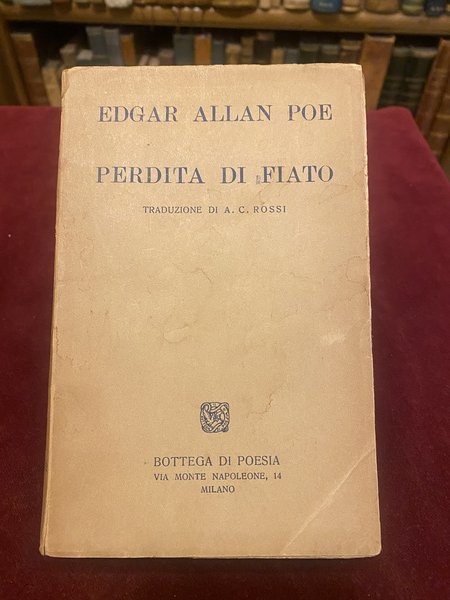 EDGAR ALLAN POE
PERDITA DI FIATO
TRADUZIONE DI A. C. ROSSI
BOTTEGA DI POESIA
VIA MONTE NAPOLEONE, 14
MILANO